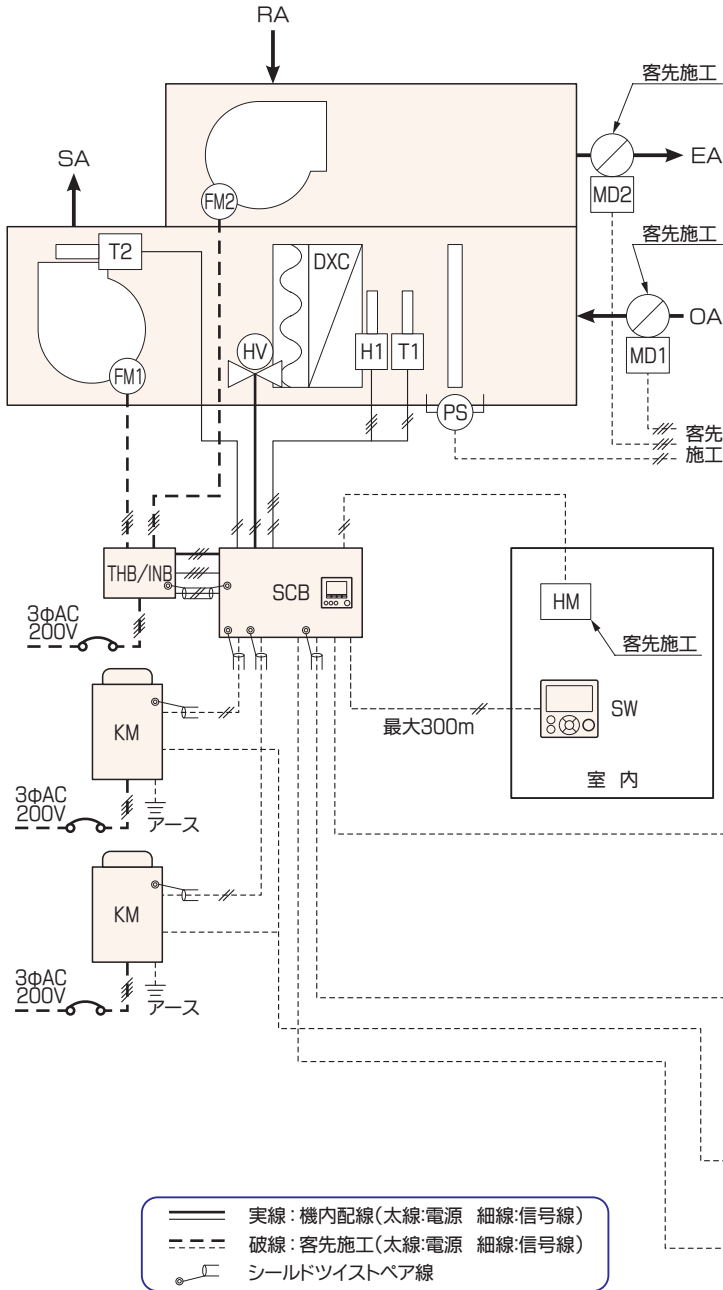 RA
客先施工
SA
EA
FM2
MD2
客先施工
T2
DXC
OA
HV
H1
T1
MD1
FM1
PS
客先
施工
THB/INB
SCB
HM
3φAC
200V
客先施工
KM
最大300m
SW
室 内
3φAC
200V
アース
KM
3φAC
200V
アース
実線：機内配線(太線:電源 細線:信号線)
破線：客先施工(太線:電源 細線:信号線)
シールドツイストペア線